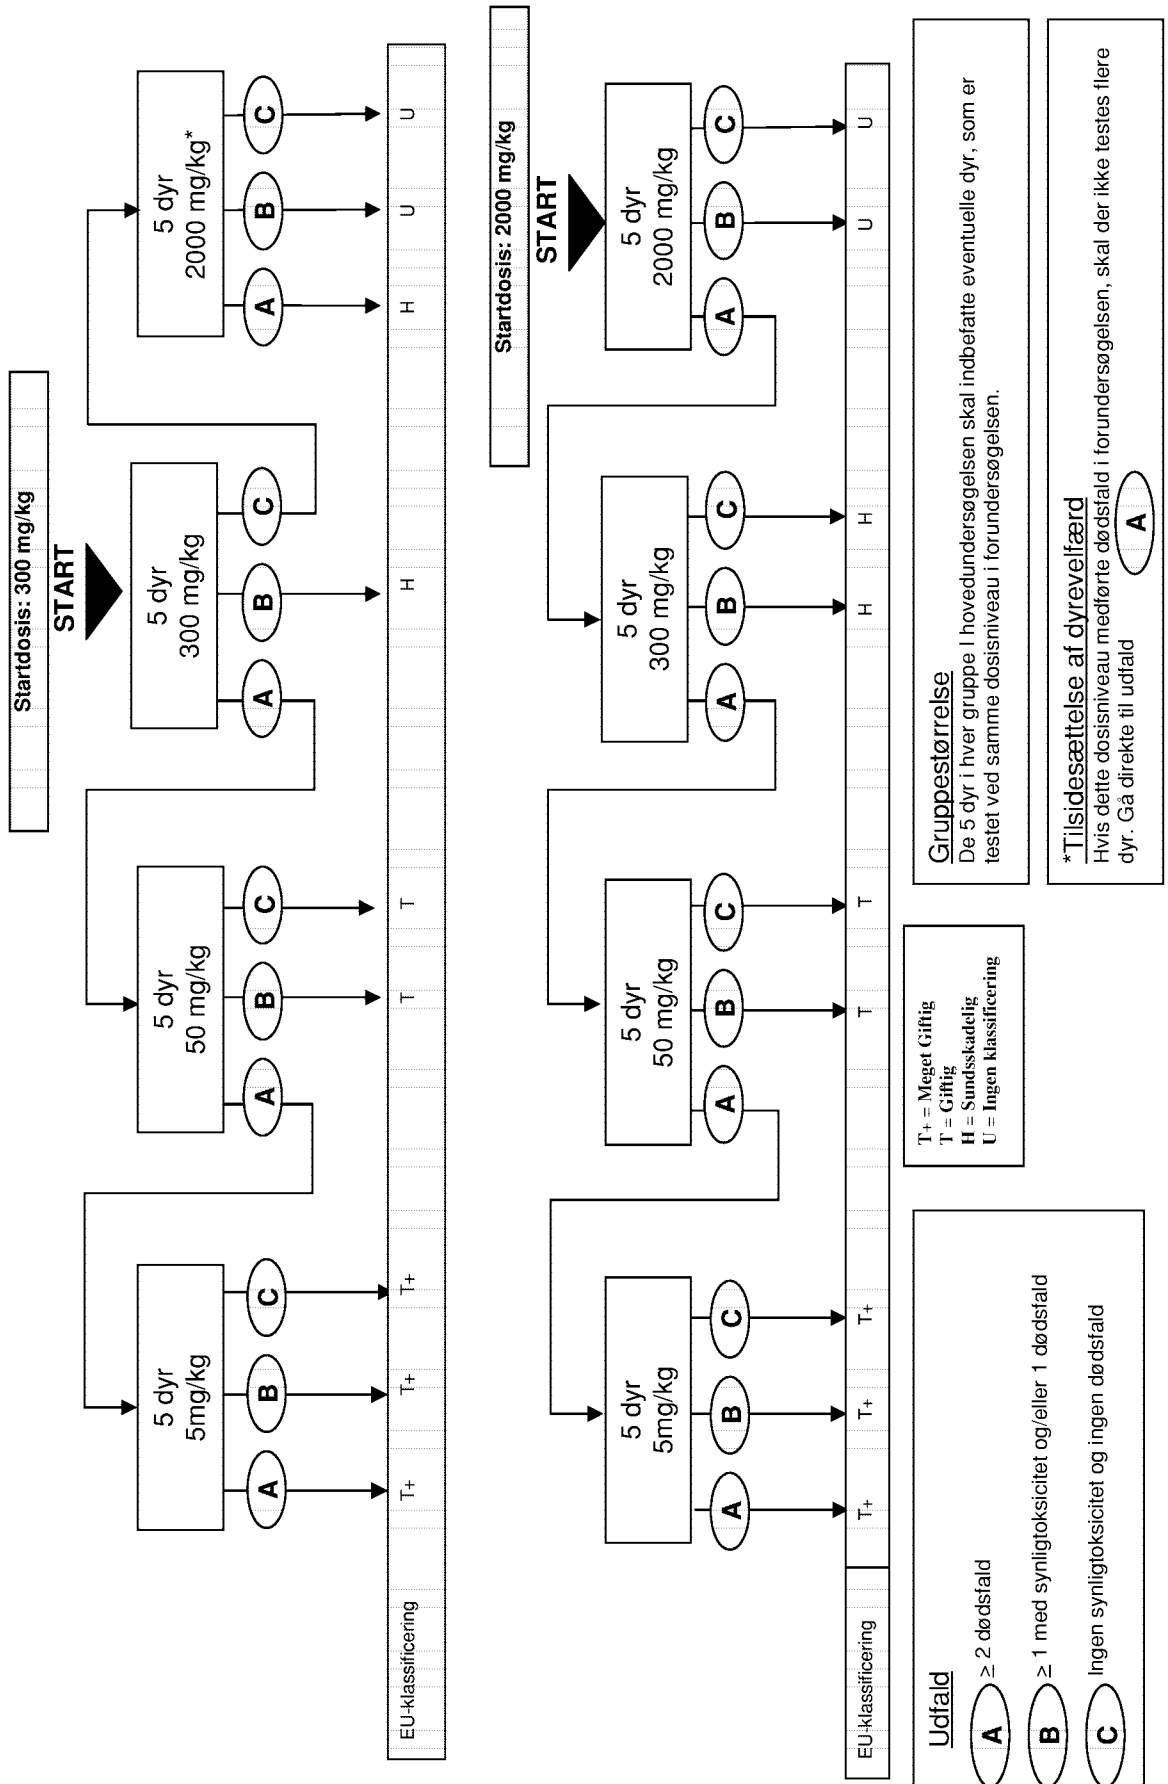 Startdosis: 300 mg/kg
START
5 dyr
5mg/kg
5 dyr
50 mg/kg
5 dyr
300 mg/kg
5 dyr
2000 mg/kg*
A
B
C
A
B
C
A
B
C
A
B
C
EU-klassificering
T+
T+
T+
T
T
H
H
U
U
Startdosis: 2000 mg/kg
START
5 dyr
5mg/kg
5 dyr
50 mg/kg
5 dyr
300 mg/kg
5 dyr
2000 mg/kg
A
B
C
A
B
C
A
B
C
A
B
C
EU-klassificering
T+
T+
T+
T
T
H
H
U
U
Udfald
A ≥ 2 dødsfald
B ≥ 1 med synligtoksicitet og/eller 1 dødsfald
C Ingen synligtoksicitet og ingen dødsfald
T+ = Meget Giftig
T = Giftig
H = Sundsskadelig
U = Ingen klassificering
Gruppestørrelse
De 5 dyr i hver gruppe I hovedundersøgelsen skal indbefatte eventuelle dyr, som er
testet ved samme dosisniveau i forundersøgelsen.
*Tilsidesættelse af dyrevelfærd
Hvis dette dosisniveau medførte dødsfald i forundersøgelsen, skal der ikke testes flere
dyr. Gå direkte til udfald A